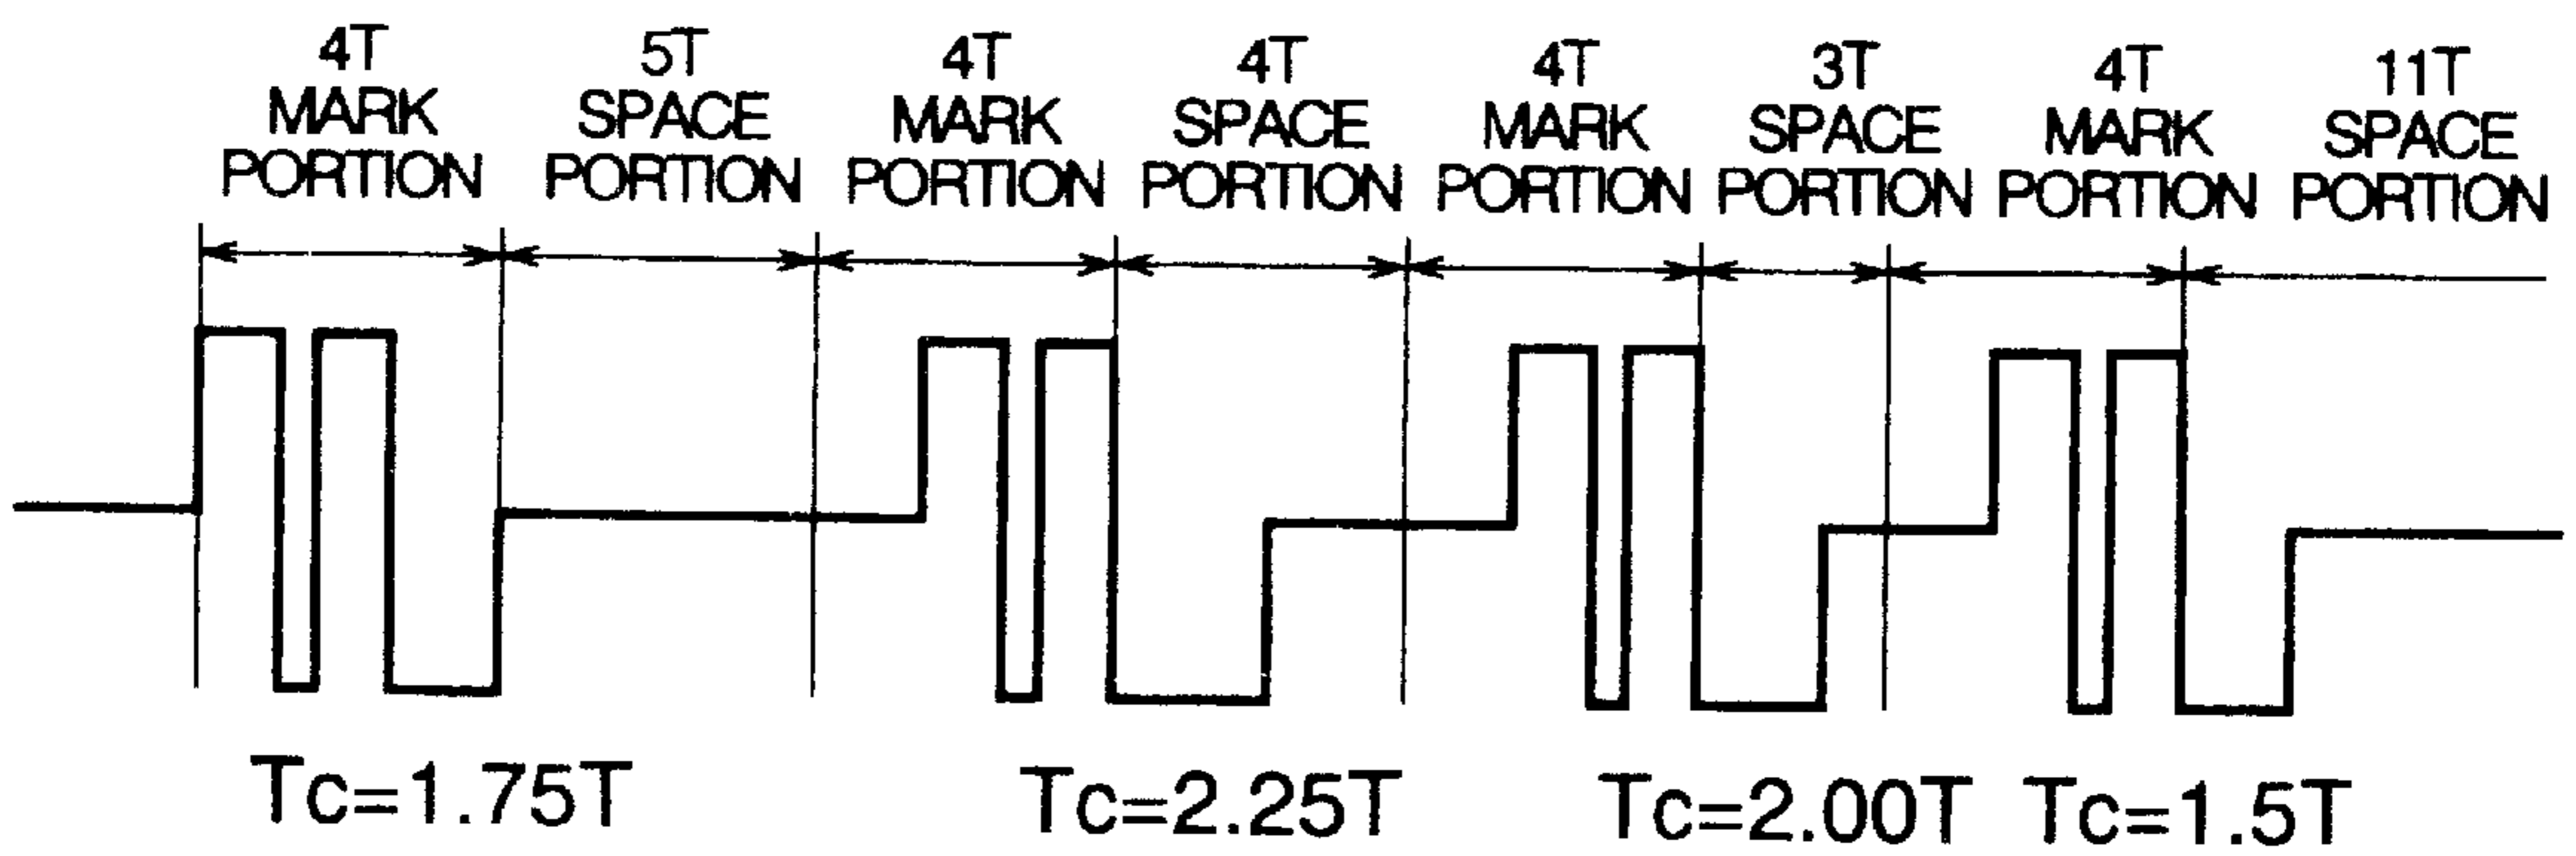 4T
MARK
PORTION
5T
SPACE
PORTION
4T
MARK
PORTION
4T
SPACE
PORTION
4T
MARK
PORTION
3T
SPACE
PORTION
4T
MARK
PORTION
11T
SPACE
PORTION
Tc=1.75T
Tc=2.25T
Tc=2.00T
Tc=1.5T